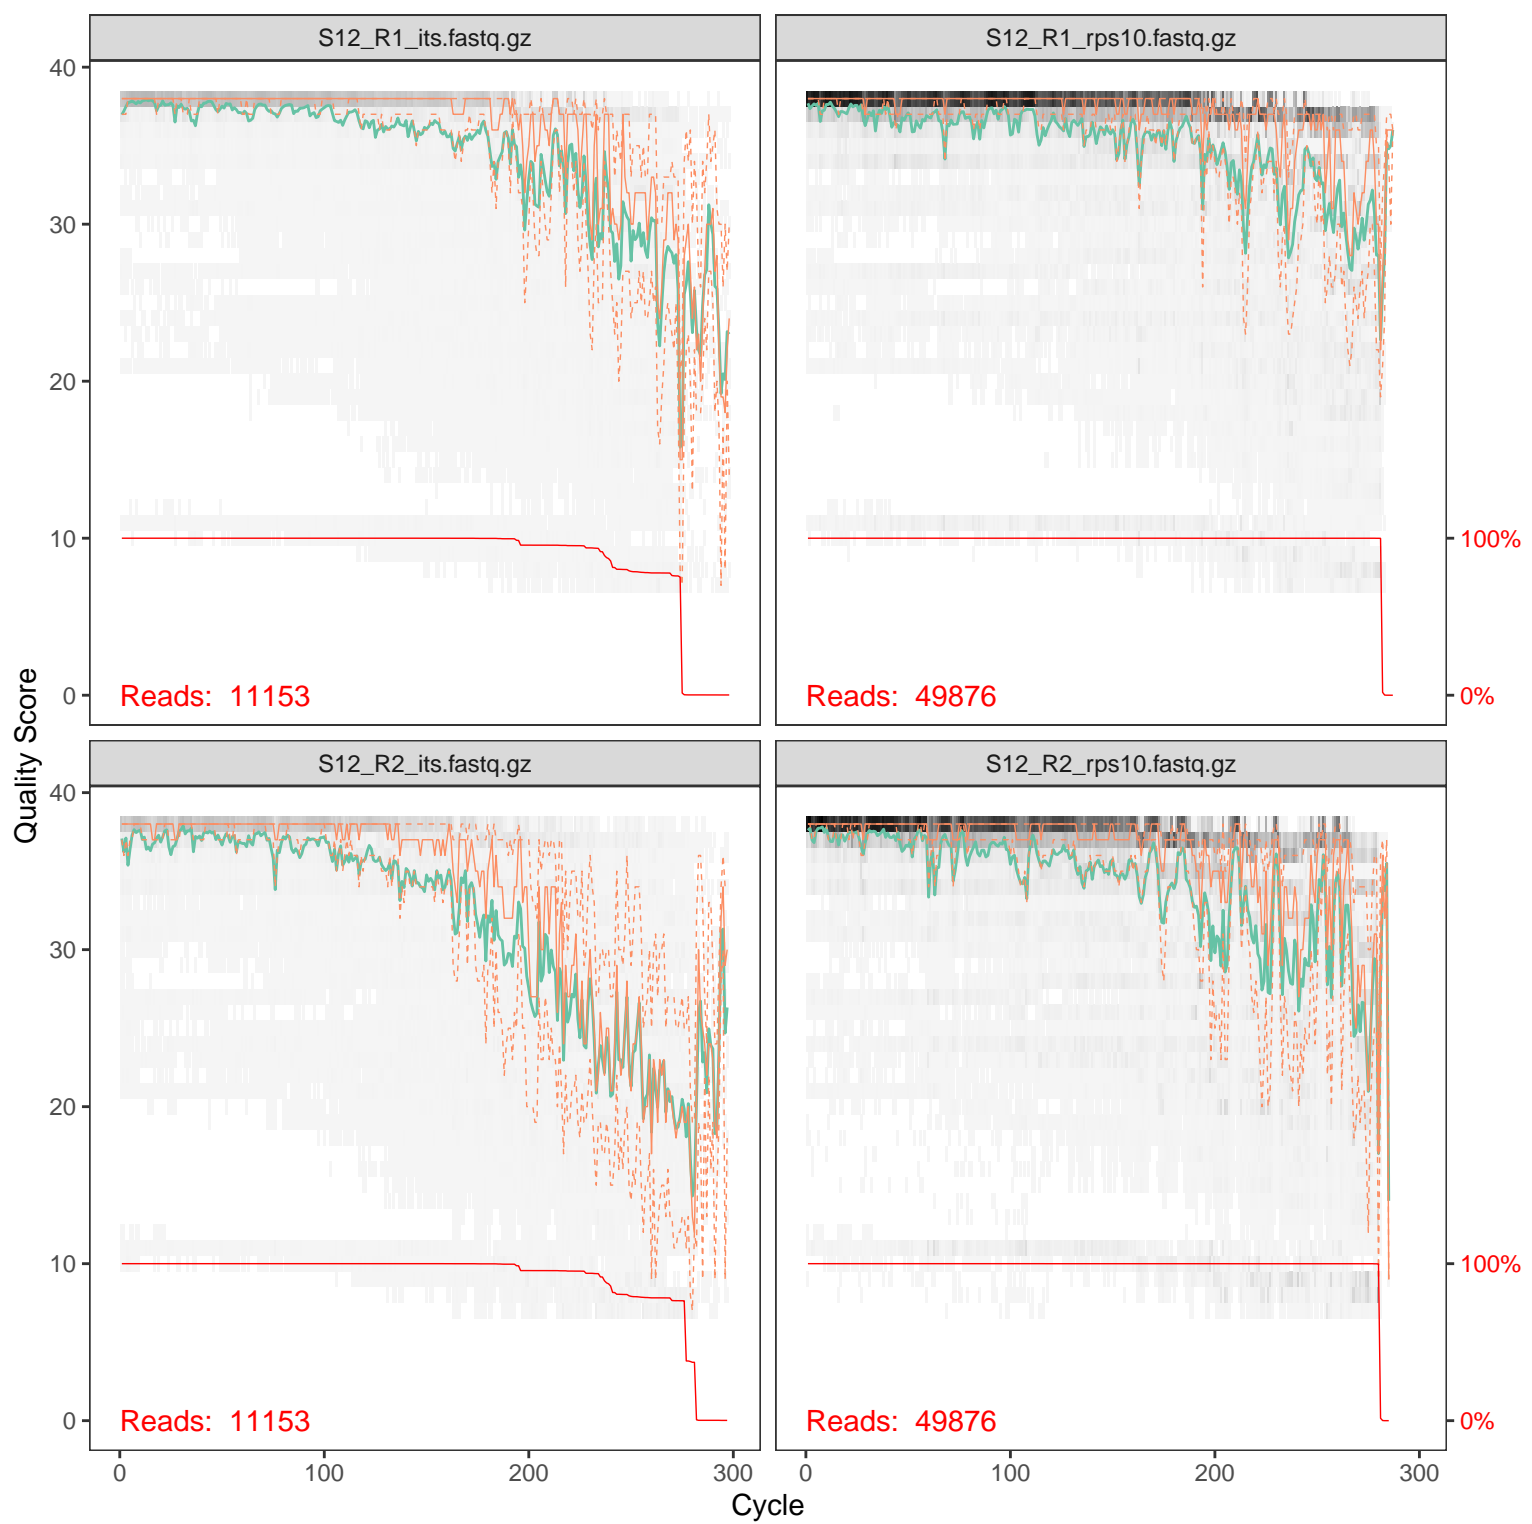 S12_R1_its.fastq.gz
S12_R1_rps10.fastq.gz
40
30
20
10
0
100%
0%
Reads: 11153
Reads: 49876
Quality Score
S12_R2_its.fastq.gz
S12_R2_rps10.fastq.gz
40
30
20
10
0
100%
0%
Reads: 11153
Reads: 49876
0 100 200 300
0 100 200 300
Cycle